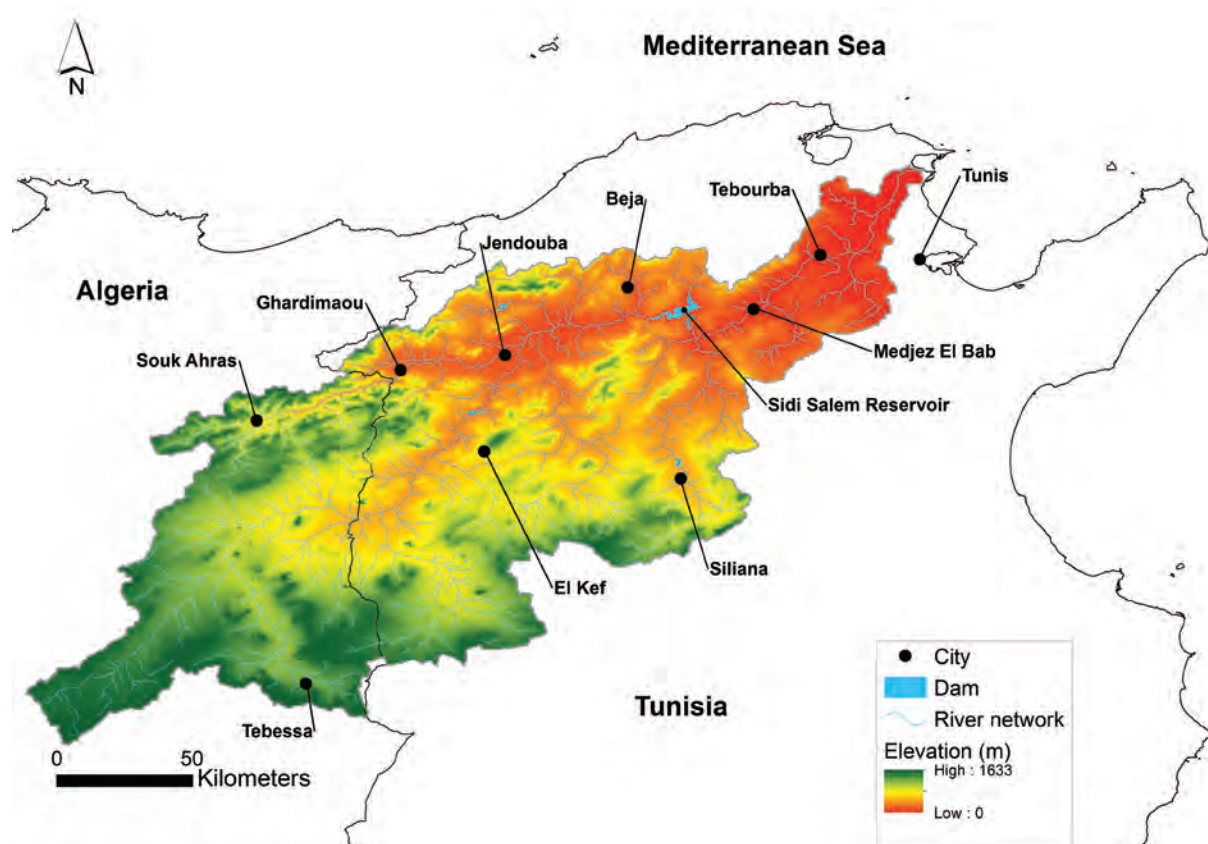 Mediterranean Sea
N
Tunis
Beja
Tebourba
Jendouba
Algeria
Ghardimaou
Souk Ahras
Medjez El Bab
Sidi Salem Reservoir
Siliana
El Kef
City
Dam
River network
Elevation (m)
High : 1633
Low : 0
Tunisia
Tebessa
0 50
Kilometers